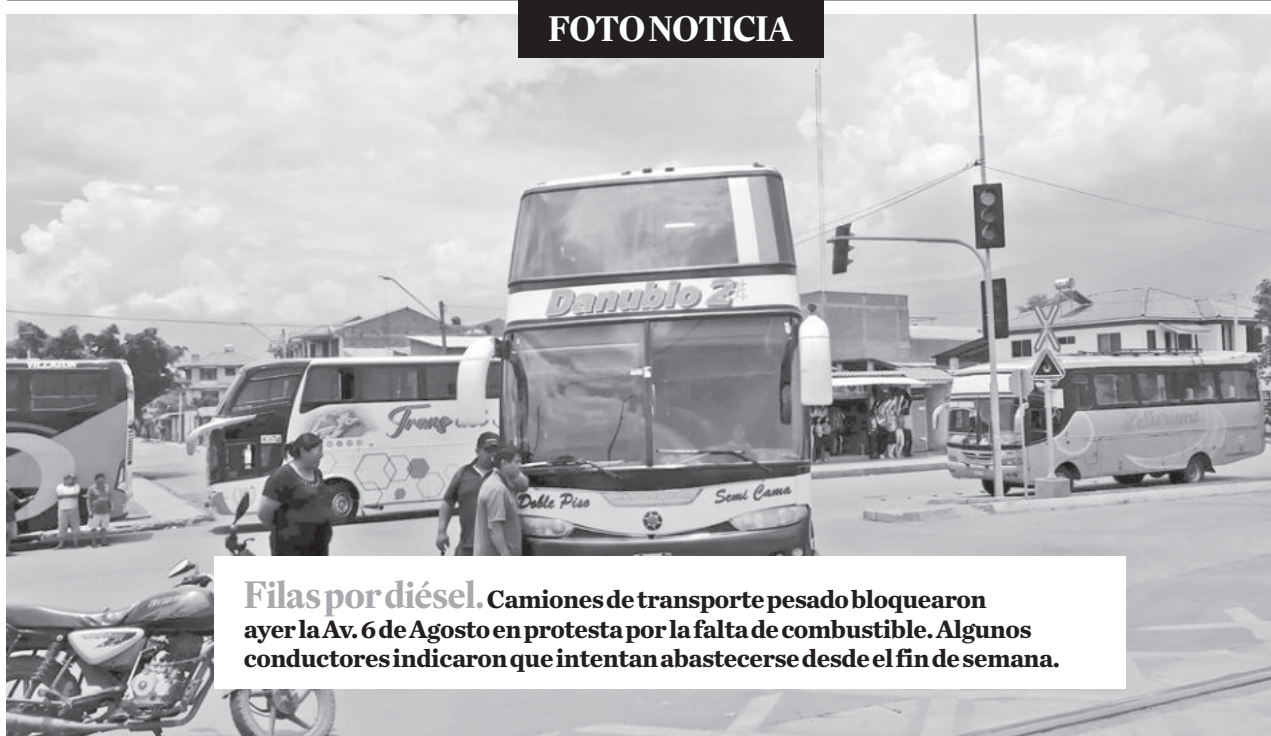 FOTO NOTICIA
VILLAZON
Danubio 2
Trans
Doble Piso
Semi Cama
Filas por diésel. Camiones de transporte pesado bloquearon
ayer la Av. 6 de Agosto en protesta por la falta de combustible. Algunos
conductores indicaron que intentan abastecerse desde el fin de semana.